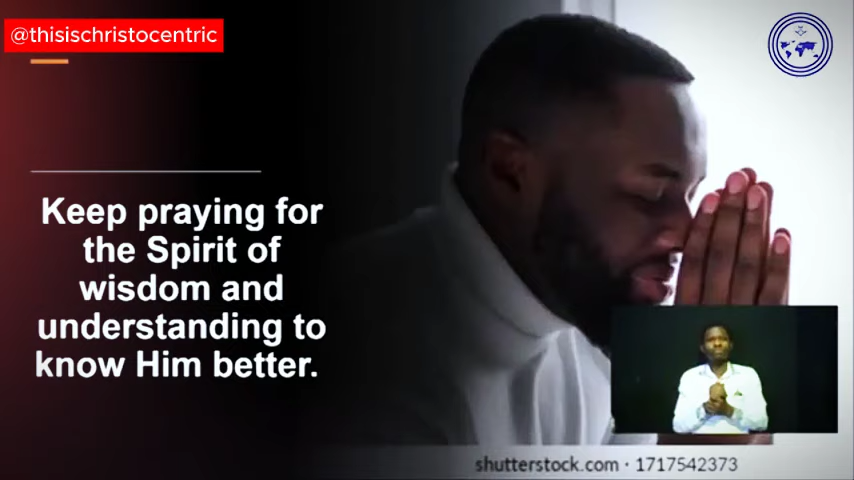 @thisischristocentric
Keep praying for
the Spirit of
wisdom and
understanding to
know Him better.
shutterstock.com · 1717542373